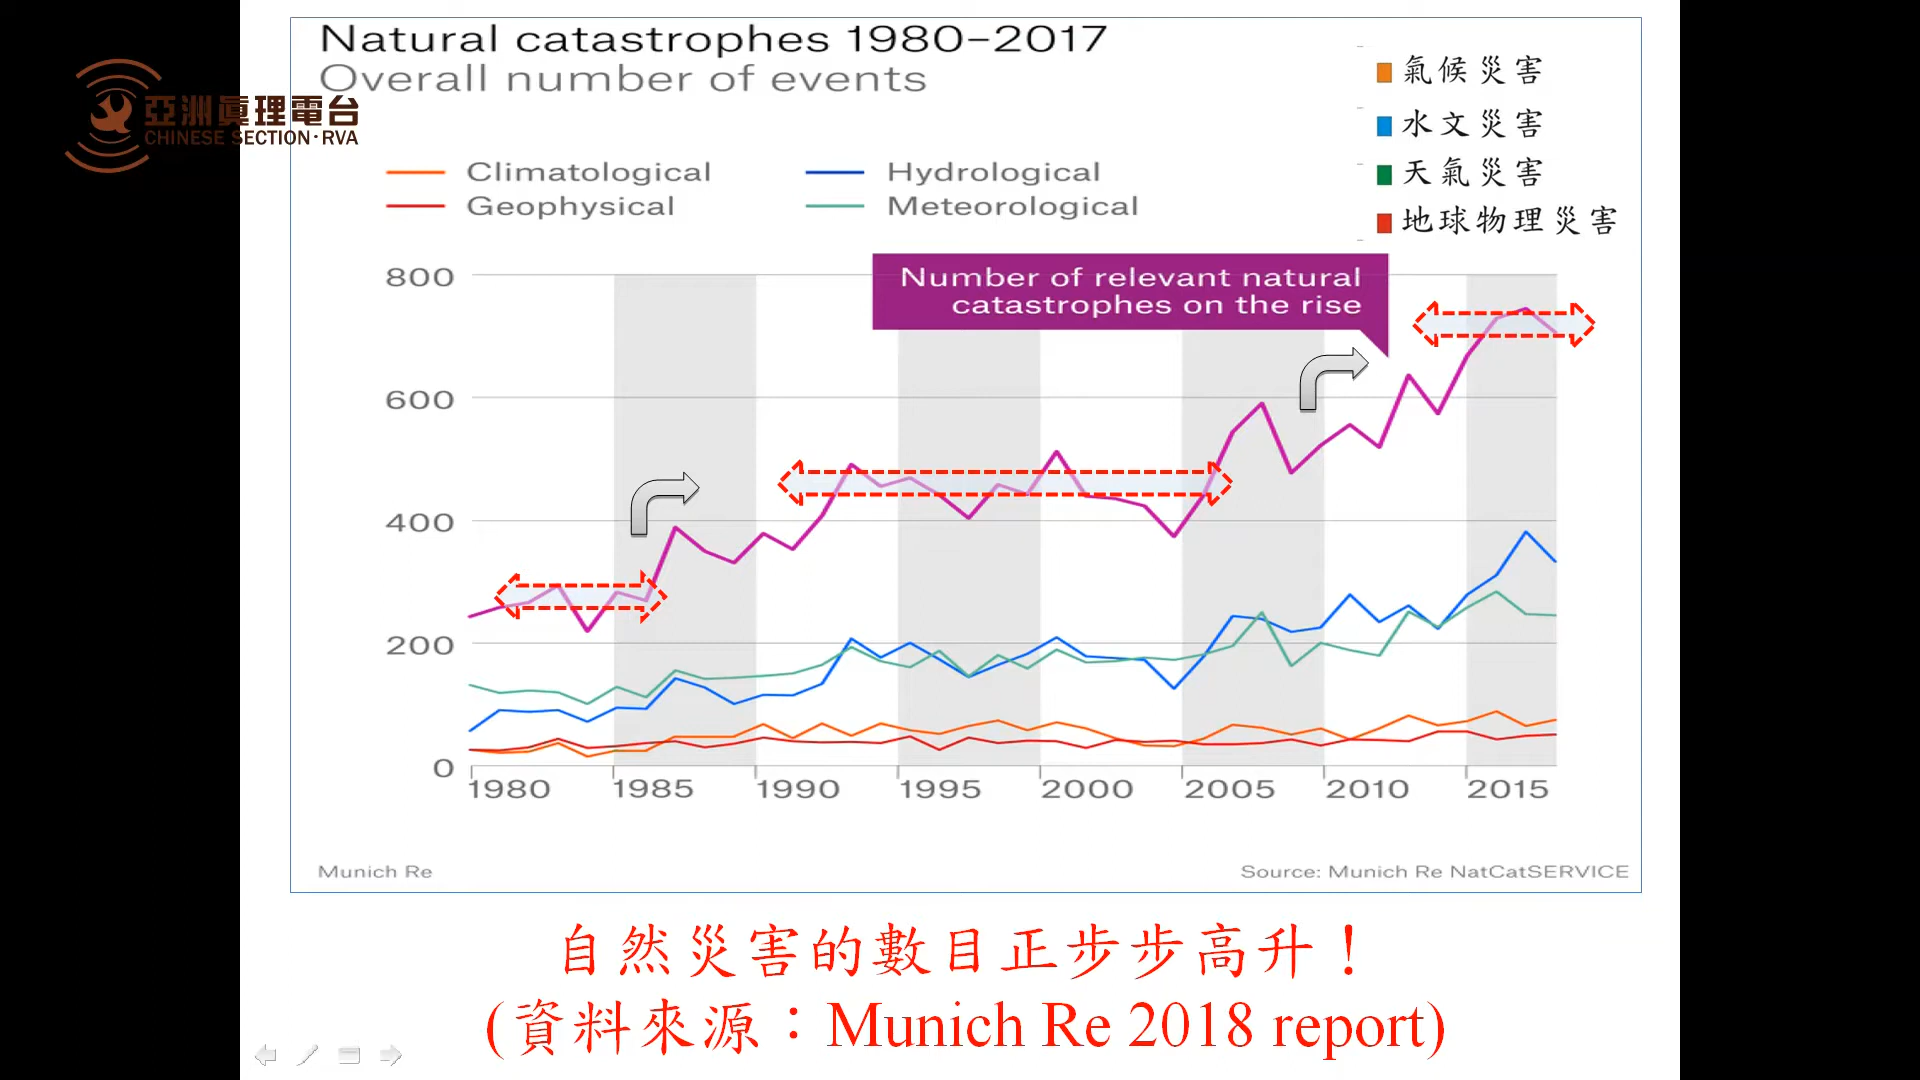 Natural catastrophes 1980–2017
Overall number of events
亞洲真理電台
CHINESE SECTION·RVA
氣候災害
水文災害
天氣災害
地球物理災害
Climatological
Hydrological
Geophysical
Meteorological
Number of relevant natural
catastrophes on the rise
800
600
400
200
0
1980 1985 1990 1995 2000 2005 2010 2015
Munich Re
Source: Munich Re NatCatSERVICE
自然災害的數目正步步高升！
(資料來源：Munich Re 2018 report)